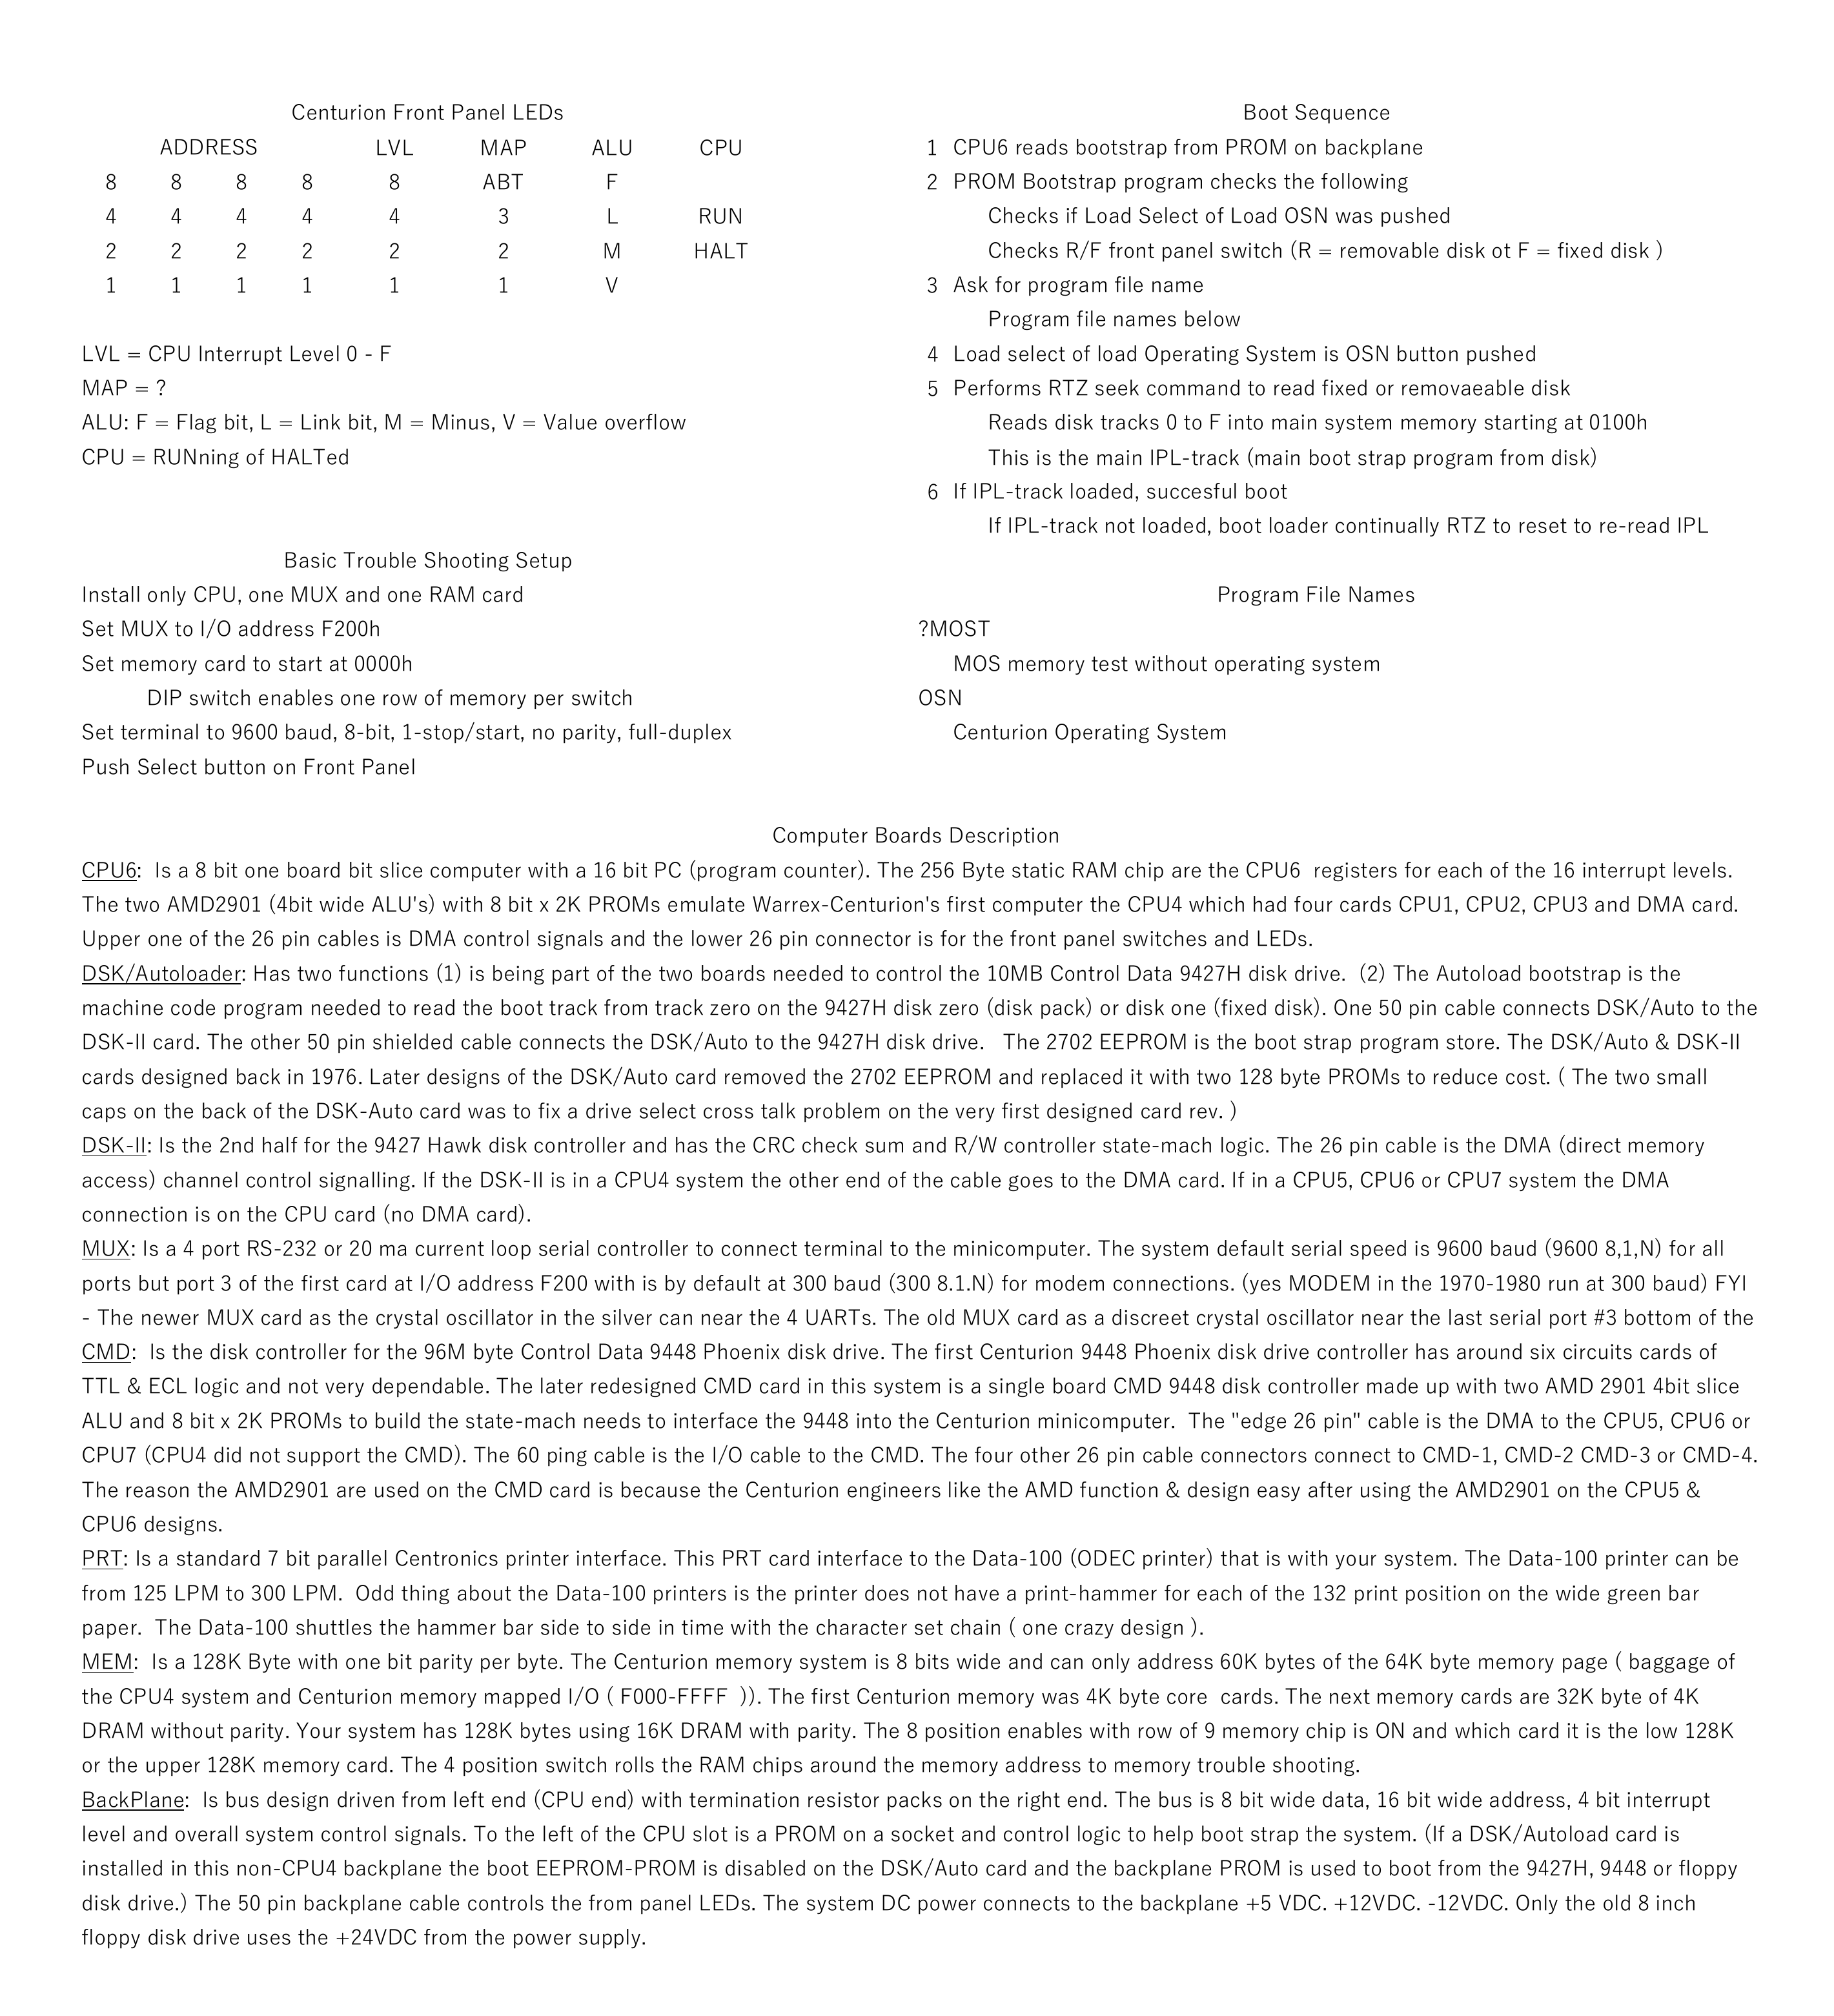 Centurion Front Panel LEDs
ADDRESS LVL MAP ALU CPU
8 8 8 8 8 ABT F
4 4 4 4 4 3 L RUN
2 2 2 2 2 2 M HALT
1 1 1 1 1 1 V
LVL = CPU Interrupt Level 0 - F
MAP = ?
ALU: F = Flag bit, L = Link bit, M = Minus, V = Value overflow
CPU = RUNning of HALTed
Basic Trouble Shooting Setup
Install only CPU, one MUX and one RAM card
Set MUX to I/O address F200h
Set memory card to start at 0000h
DIP switch enables one row of memory per switch
Set terminal to 9600 baud, 8-bit, 1-stop/start, no parity, full-duplex
Push Select button on Front Panel
Boot Sequence
1 CPU6 reads bootstrap from PROM on backplane
2 PROM Bootstrap program checks the following
Checks if Load Select of Load OSN was pushed
Checks R/F front panel switch (R = removable disk ot F = fixed disk )
3 Ask for program file name
Program file names below
4 Load select of load Operating System is OSN button pushed
5 Performs RTZ seek command to read fixed or removaeable disk
Reads disk tracks 0 to F into main system memory starting at 0100h
This is the main IPL-track (main boot strap program from disk)
6 If IPL-track loaded, succesful boot
If IPL-track not loaded, boot loader continually RTZ to reset to re-read IPL
Program File Names
?MOST
MOS memory test without operating system
OSN
Centurion Operating System
Computer Boards Description
CPU6: Is a 8 bit one board bit slice computer with a 16 bit PC (program counter). The 256 Byte static RAM chip are the CPU6 registers for each of the 16 interrupt levels.
The two AMD2901 (4bit wide ALU's) with 8 bit x 2K PROMs emulate Warrex-Centurion's first computer the CPU4 which had four cards CPU1, CPU2, CPU3 and DMA card.
Upper one of the 26 pin cables is DMA control signals and the lower 26 pin connector is for the front panel switches and LEDs.
DSK/Autoloader: Has two functions (1) is being part of the two boards needed to control the 10MB Control Data 9427H disk drive. (2) The Autoload bootstrap is the
machine code program needed to read the boot track from track zero on the 9427H disk zero (disk pack) or disk one (fixed disk). One 50 pin cable connects DSK/Auto to the
DSK-II card. The other 50 pin shielded cable connects the DSK/Auto to the 9427H disk drive. The 2702 EEPROM is the boot strap program store. The DSK/Auto & DSK-II
cards designed back in 1976. Later designs of the DSK/Auto card removed the 2702 EEPROM and replaced it with two 128 byte PROMs to reduce cost. ( The two small
caps on the back of the DSK-Auto card was to fix a drive select cross talk problem on the very first designed card rev. )
DSK-II: Is the 2nd half for the 9427 Hawk disk controller and has the CRC check sum and R/W controller state-mach logic. The 26 pin cable is the DMA (direct memory
access) channel control signalling. If the DSK-II is in a CPU4 system the other end of the cable goes to the DMA card. If in a CPU5, CPU6 or CPU7 system the DMA
connection is on the CPU card (no DMA card).
MUX: Is a 4 port RS-232 or 20 ma current loop serial controller to connect terminal to the minicomputer. The system default serial speed is 9600 baud (9600 8,1,N) for all
ports but port 3 of the first card at I/O address F200 with is by default at 300 baud (300 8.1.N) for modem connections. (yes MODEM in the 1970-1980 run at 300 baud) FYI
- The newer MUX card as the crystal oscillator in the silver can near the 4 UARTs. The old MUX card as a discreet crystal oscillator near the last serial port #3 bottom of the
CMD: Is the disk controller for the 96M byte Control Data 9448 Phoenix disk drive. The first Centurion 9448 Phoenix disk drive controller has around six circuits cards of
TTL & ECL logic and not very dependable. The later redesigned CMD card in this system is a single board CMD 9448 disk controller made up with two AMD 2901 4bit slice
ALU and 8 bit x 2K PROMs to build the state-mach needs to interface the 9448 into the Centurion minicomputer. The "edge 26 pin" cable is the DMA to the CPU5, CPU6 or
CPU7 (CPU4 did not support the CMD). The 60 ping cable is the I/O cable to the CMD. The four other 26 pin cable connectors connect to CMD-1, CMD-2 CMD-3 or CMD-4.
The reason the AMD2901 are used on the CMD card is because the Centurion engineers like the AMD function & design easy after using the AMD2901 on the CPU5 &
CPU6 designs.
PRT: Is a standard 7 bit parallel Centronics printer interface. This PRT card interface to the Data-100 (ODEC printer) that is with your system. The Data-100 printer can be
from 125 LPM to 300 LPM. Odd thing about the Data-100 printers is the printer does not have a print-hammer for each of the 132 print position on the wide green bar
paper. The Data-100 shuttles the hammer bar side to side in time with the character set chain ( one crazy design ).
MEM: Is a 128K Byte with one bit parity per byte. The Centurion memory system is 8 bits wide and can only address 60K bytes of the 64K byte memory page ( baggage of
the CPU4 system and Centurion memory mapped I/O ( F000-FFFF )). The first Centurion memory was 4K byte core cards. The next memory cards are 32K byte of 4K
DRAM without parity. Your system has 128K bytes using 16K DRAM with parity. The 8 position enables with row of 9 memory chip is ON and which card it is the low 128K
or the upper 128K memory card. The 4 position switch rolls the RAM chips around the memory address to memory trouble shooting.
BackPlane: Is bus design driven from left end (CPU end) with termination resistor packs on the right end. The bus is 8 bit wide data, 16 bit wide address, 4 bit interrupt
level and overall system control signals. To the left of the CPU slot is a PROM on a socket and control logic to help boot strap the system. (If a DSK/Autoload card is
installed in this non-CPU4 backplane the boot EEPROM-PROM is disabled on the DSK/Auto card and the backplane PROM is used to boot from the 9427H, 9448 or floppy
disk drive.) The 50 pin backplane cable controls the from panel LEDs. The system DC power connects to the backplane +5 VDC. +12VDC. -12VDC. Only the old 8 inch
floppy disk drive uses the +24VDC from the power supply.